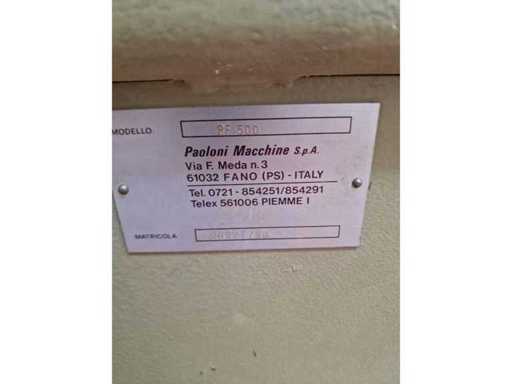 MODELLO. 500
Paoloni Macchine S.p.A.
Via F. Meda n. 3
61032 FANO (PS) - ITALY
Tel. 0721 - 854251/854291
Telex 561006 PIEMME I
MATRICOLA